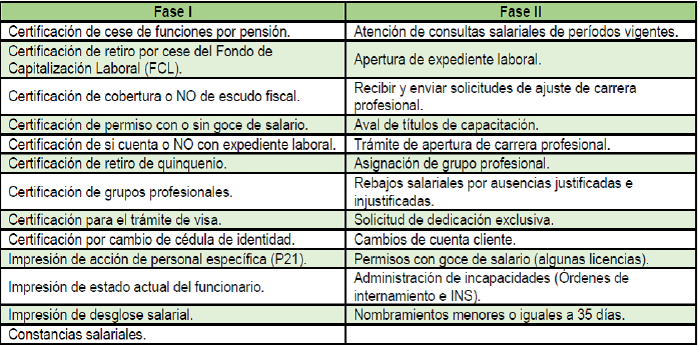 Fase I
Fase II
Certificación de cese de funciones por pensión.
Atención de consultas salariales de períodos vigentes.
Certificación de retiro por cese del Fondo de
Capitalización Laboral (FCL).
Apertura de expediente laboral.
Certificación de cobertura o NO de escudo fiscal.
Recibir y enviar solicitudes de ajuste de carrera
profesional.
Certificación de permiso con o sin goce de salario.
Aval de títulos de capacitación.
Certificación de si cuenta o NO con expediente laboral.
Trámite de apertura de carrera profesional.
Certificación de retiro de quinquenio.
Asignación de grupo profesional.
Certificación de grupos profesionales.
Rebajos salariales por ausencias justificadas e
injustificadas.
Certificación para el trámite de visa.
Solicitud de dedicación exclusiva.
Certificación por cambio de cédula de identidad.
Cambios de cuenta cliente.
Impresión de acción de personal específica (P21).
Permisos con goce de salario (algunas licencias).
Impresión de estado actual del funcionario.
Administración de incapacidades (Órdenes de
internamiento e INS).
Impresión de desglose salarial.
Nombramientos menores o iguales a 35 días.
Constancias salariales.